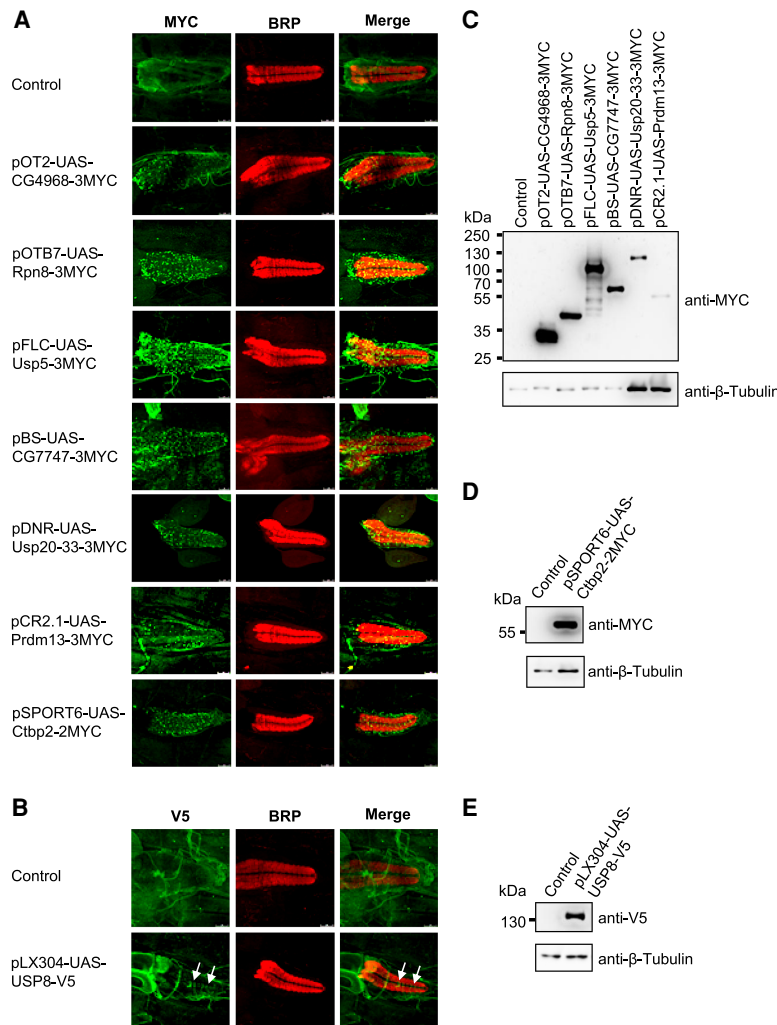 A
MYC BRP Merge
Control
pOT2-UAS-
CG4968-3MYC
pOTB7-UAS-
Rpn8-3MYC
pFLC-UAS-
Usp5-3MYC
pBS-UAS-
CG7747-3MYC
pDNR-UAS-
Usp20-33-3MYC
pCR2.1-UAS-
Prdm13-3MYC
pSPORT6-UAS-
Ctbp2-2MYC
B
V5 BRP Merge
Control
pLX304-UAS-
USP8-V5
C
Control
pOT2-UAS-CG4968-3MYC
pOTB7-UAS-Rpn8-3MYC
pFLC-UAS-Usp5-3MYC
pBS-UAS-CG7747-3MYC
pDNR-UAS-Usp20-33-3MYC
pCR2.1-UAS-Prdm13-3MYC
kDa
250
130
100
70
55
35
25
anti-MYC
anti-β-Tubulin
D
Control
pSPORT6-UAS-
Ctbp2-2MYC
kDa
55
anti-MYC
anti-β-Tubulin
E
Control
pLX304-UAS-
USP8-V5
kDa
130
anti-V5
anti-β-Tubulin